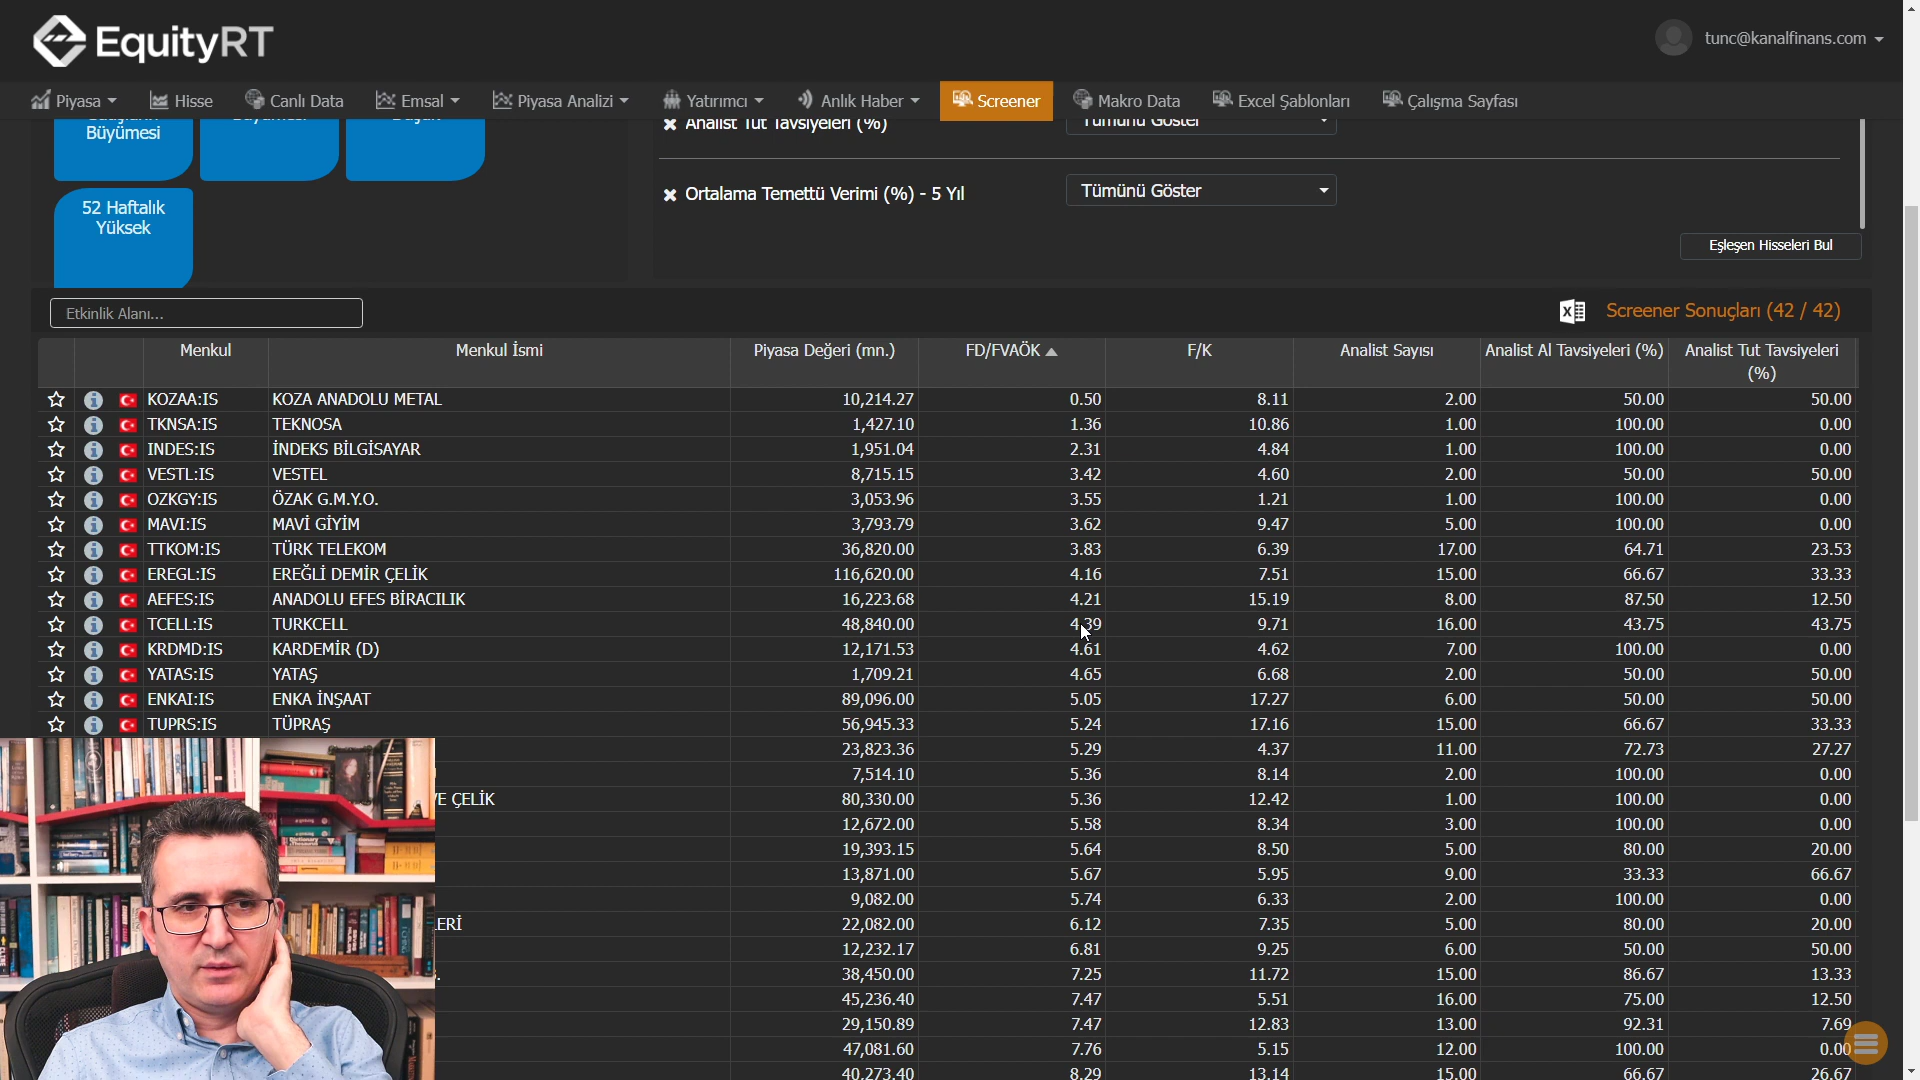 EquityRT
tunc@kanalfinans.com
Piyasa Hisse Canlı Data Emsal Piyasa Analizi Yatırımcı Anlık Haber Screener Makro Data Excel Şablonları Çalışma Sayfası
Büyümesi
Analist Tut Tavsiyeleri (%) Tümünü Göster
Ortalama Temettü Verimi (%) - 5 Yıl Tümünü Göster
52 Haftalık
Yüksek
Eşleşen Hisseleri Bul
Etkinlik Alanı...
Screener Sonuçları (42 / 42)
Menkul Menkul İsmi Piyasa Değeri (mn.) FD/FVAÖK F/K Analist Sayısı Analist Al Tavsiyeleri (%) Analist Tut Tavsiyeleri
(%)
KOZAA:IS KOZA ANADOLU METAL 10,214.27 0.50 8.11 2.00 50.00 50.00
TKNSA:IS TEKNOSA 1,427.10 1.36 10.86 1.00 100.00 0.00
INDES:IS İNDEKS BİLGİSAYAR 1,951.04 2.31 4.84 1.00 100.00 0.00
VESTL:IS VESTEL 8,715.15 3.42 4.60 2.00 50.00 50.00
OZKGY:IS ÖZAK G.M.Y.O. 3,053.96 3.55 1.21 1.00 100.00 0.00
MAVI:IS MAVİ GİYİM 3,793.79 3.62 9.47 5.00 100.00 0.00
TTKOM:IS TÜRK TELEKOM 36,820.00 3.83 6.39 17.00 64.71 23.53
EREGL:IS EREĞLİ DEMİR ÇELİK 116,620.00 4.16 7.51 15.00 66.67 33.33
AEFES:IS ANADOLU EFES BİRACILIK 16,223.68 4.21 15.19 8.00 87.50 12.50
TCELL:IS TURKCELL 48,840.00 4.39 9.71 16.00 43.75 43.75
KRDMD:IS KARDEMİR (D) 12,171.53 4.61 4.62 7.00 100.00 0.00
YATAS:IS YATAŞ 1,709.21 4.65 6.68 2.00 50.00 50.00
ENKAI:IS ENKA İNŞAAT 89,096.00 5.05 17.27 6.00 50.00 50.00
TUPRS:IS TÜPRAŞ 56,945.33 5.24 17.16 15.00 66.67 33.33
23,823.36 5.29 4.37 11.00 72.73 27.27
7,514.10 5.36 8.14 2.00 100.00 0.00
VE ÇELİK 80,330.00 5.36 12.42 1.00 100.00 0.00
12,672.00 5.58 8.34 3.00 100.00 0.00
19,393.15 5.64 8.50 5.00 80.00 20.00
13,871.00 5.67 5.95 9.00 33.33 66.67
9,082.00 5.74 6.33 2.00 100.00 0.00
LERİ 22,082.00 6.12 7.35 5.00 80.00 20.00
12,232.17 6.81 9.25 6.00 50.00 50.00
38,450.00 7.25 11.72 15.00 86.67 13.33
45,236.40 7.47 5.51 16.00 75.00 12.50
29,150.89 7.47 12.83 13.00 92.31 7.69
47,081.60 7.76 5.15 12.00 100.00 0.00
40,273.40 8.29 13.14 15.00 66.67 26.67